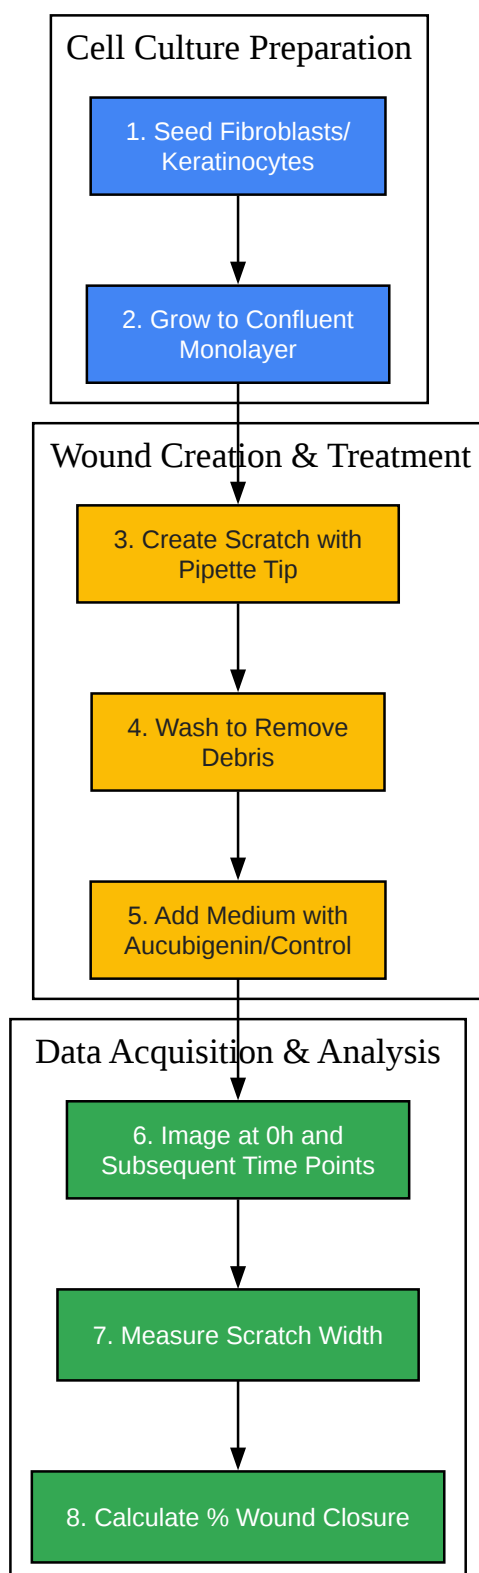 Cell Culture Preparation
1. Seed Fibroblasts/
Keratinocytes
2. Grow to Confluent
Monolayer
Wound Creation & Treatment
3. Create Scratch with
Pipette Tip
4. Wash to Remove
Debris
5. Add Medium with
Aucubigenin/Control
Data Acquisition & Analysis
6. Image at 0h and
Subsequent Time Points
7. Measure Scratch Width
8. Calculate % Wound Closure